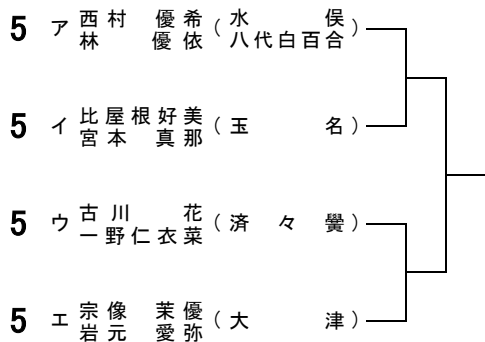 5 ア 西村 優希 (水 俣)
林 優依 (八代白百合)
5 イ 比屋根好美 (玉 名)
宮本 真那
5 ウ 古川 花 (済 々 黌)
一野仁衣菜
5 エ 宗像 茉優 (大 津)
岩元 愛弥